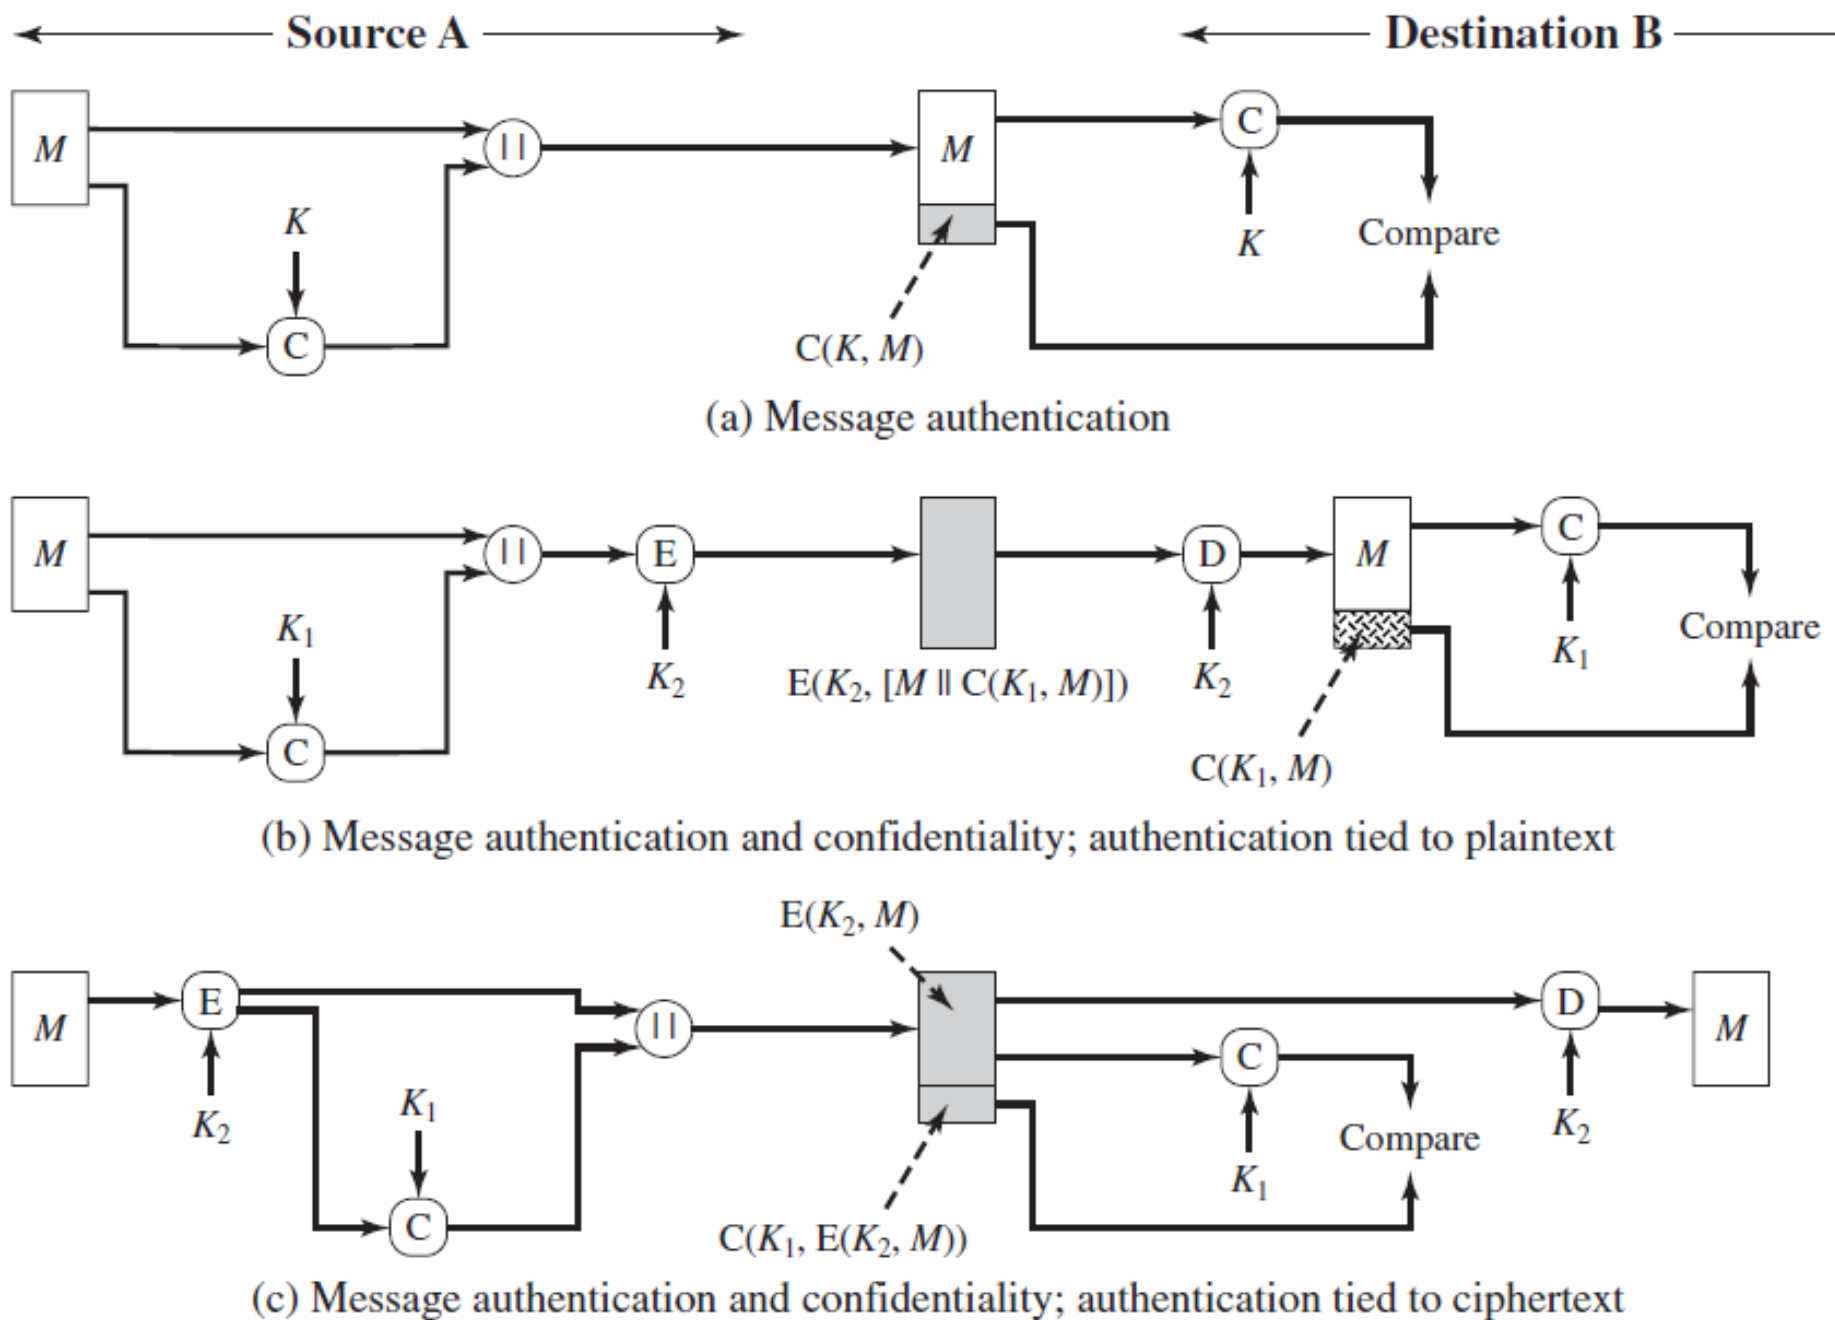 Source A Destination B
M || M C
K K Compare
C C(K, M)
(a) Message authentication
M || E D M C
K₁ K₂ E(K₂, [M || C(K₁, M)]) K₂ K₁ Compare
C C(K₁, M)
(b) Message authentication and confidentiality; authentication tied to plaintext
E(K₂, M)
M E || D M
K₂ K₁ C Compare K₂
K₁
C C(K₁, E(K₂, M))
(c) Message authentication and confidentiality; authentication tied to ciphertext